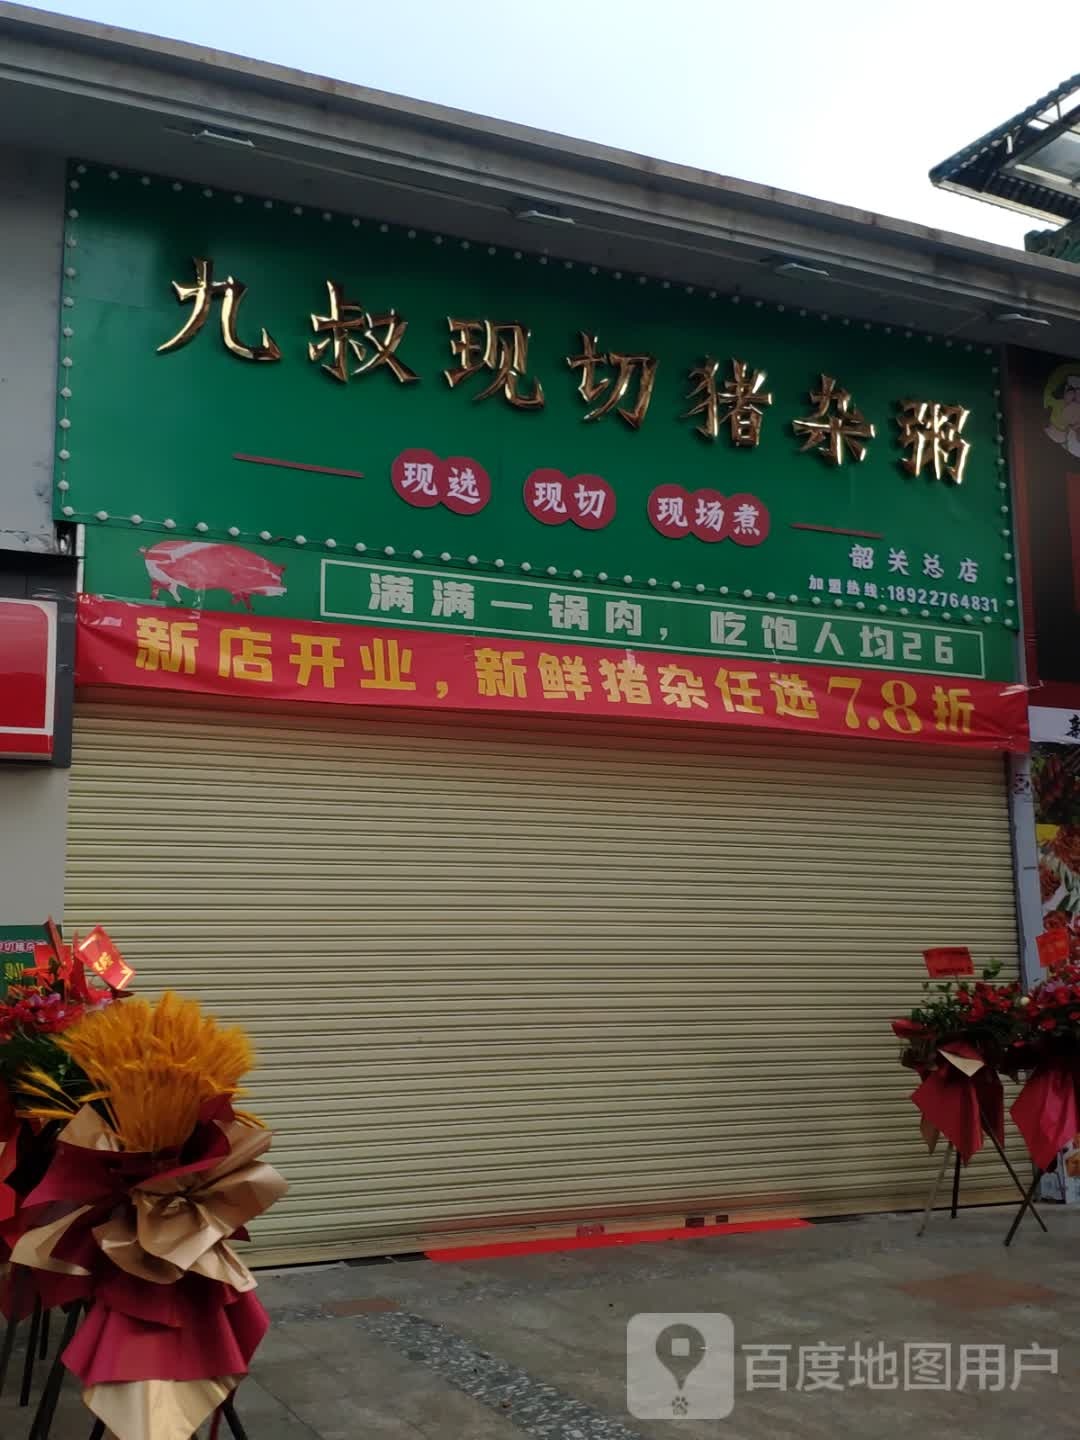 九叔现切猪杂粥
现选 现切 现场煮
韶关总店
加盟热线:18922764831
满满一锅肉，吃饱人均26
新店开业，新鲜猪杂任选7.8折
百度地图用户